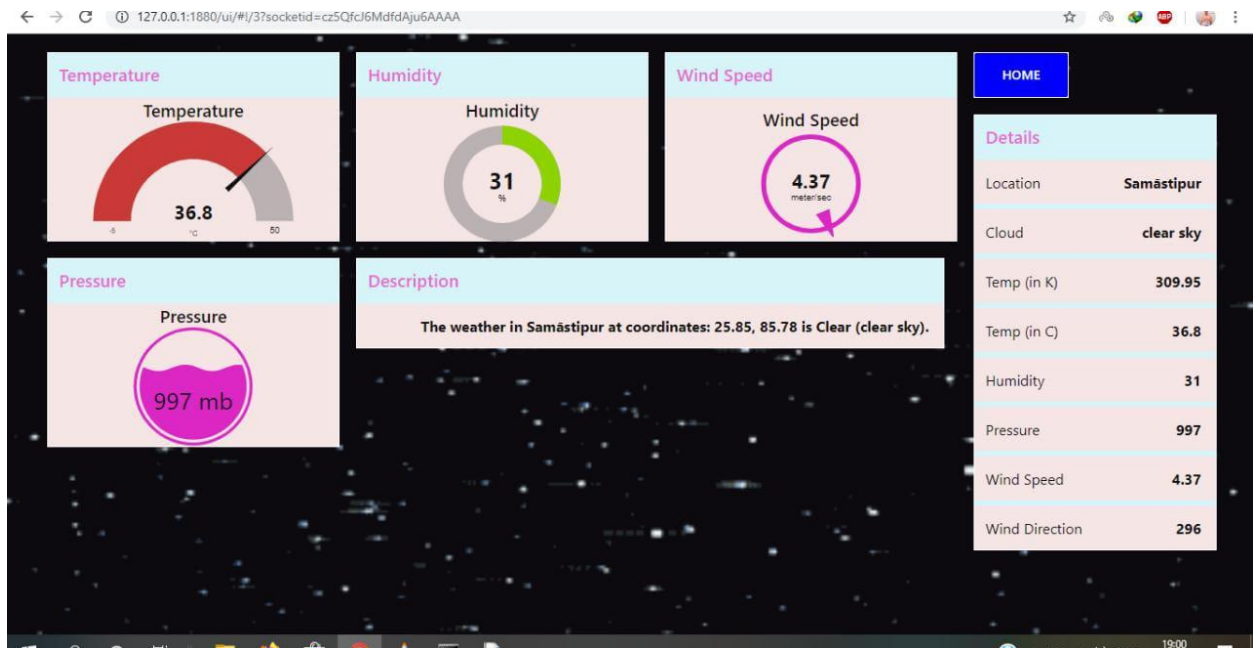 127.0.0.1:1880/ui/#!/3?socketid=cz5QfcJ6MdfdAju6AAAA
ABP
Temperature
Temperature
36.8
-5
°C
50
Humidity
Humidity
31
%
Wind Speed
Wind Speed
4.37
meter/sec
HOME
Pressure
Pressure
997 mb
Description
The weather in Samāstipur at coordinates: 25.85, 85.78 is Clear (clear sky).
Details
Location Samāstipur
Cloud clear sky
Temp (in K) 309.95
Temp (in C) 36.8
Humidity 31
Pressure 997
Wind Speed 4.37
Wind Direction 296
19:00